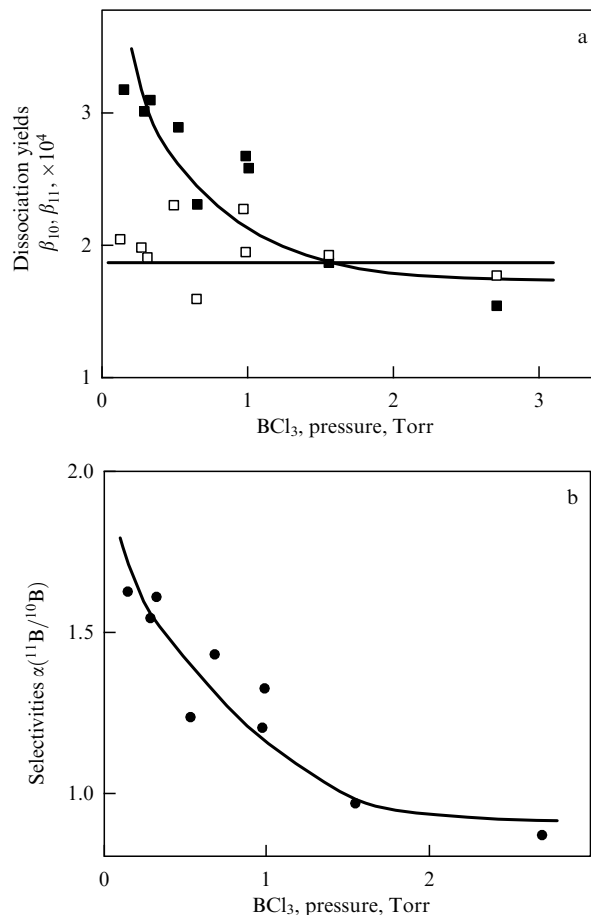 a
3
2
1
Dissociation yields
β₁₀, β₁₁, ×10⁴
0
1
2
3
BCl₃, pressure, Torr
b
2.0
1.5
1.0
Selectivities α(¹¹B/¹⁰B)
0
1
2
BCl₃, pressure, Torr